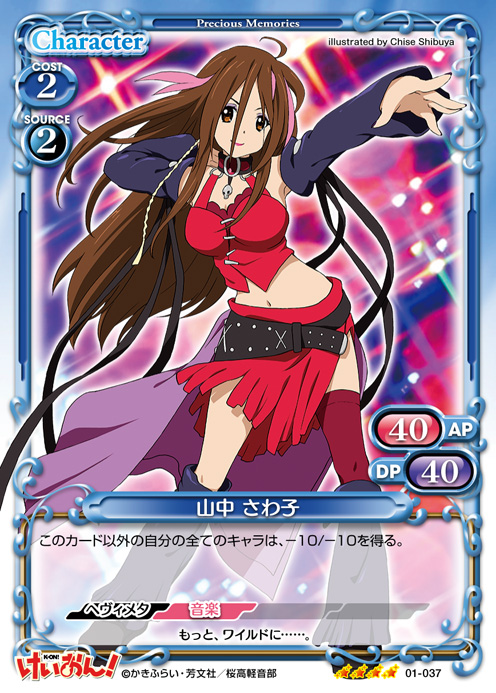 Precious Memories
Character
illustrated by Chise Shibuya
COST
2
SOURCE
2
40 AP
DP 40
山中 さわ子
このカード以外の自分の全てのキャラは、−10/−10を得る。
ヘヴィメタ 音楽
もっと、ワイルドに……。
K-ON!
けいおん!
©かきふらい・芳文社/桜高軽音部
01-037